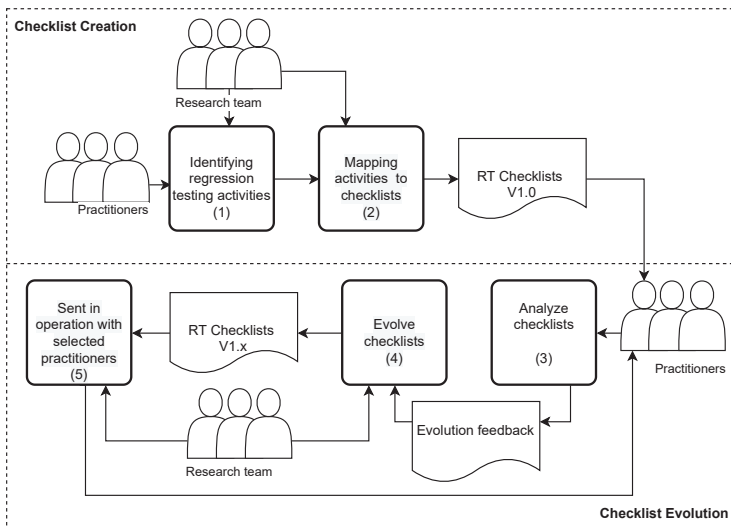 Checklist Creation
Research team
Practitioners
Identifying
regression
testing activities
(1)
Mapping
activities to
checklists
(2)
RT Checklists
V1.0
Sent in
operation with
selected
practitioners
(5)
RT Checklists
V1.x
Evolve
checklists
(4)
Analyze
checklists
(3)
Practitioners
Evolution feedback
Research team
Checklist Evolution